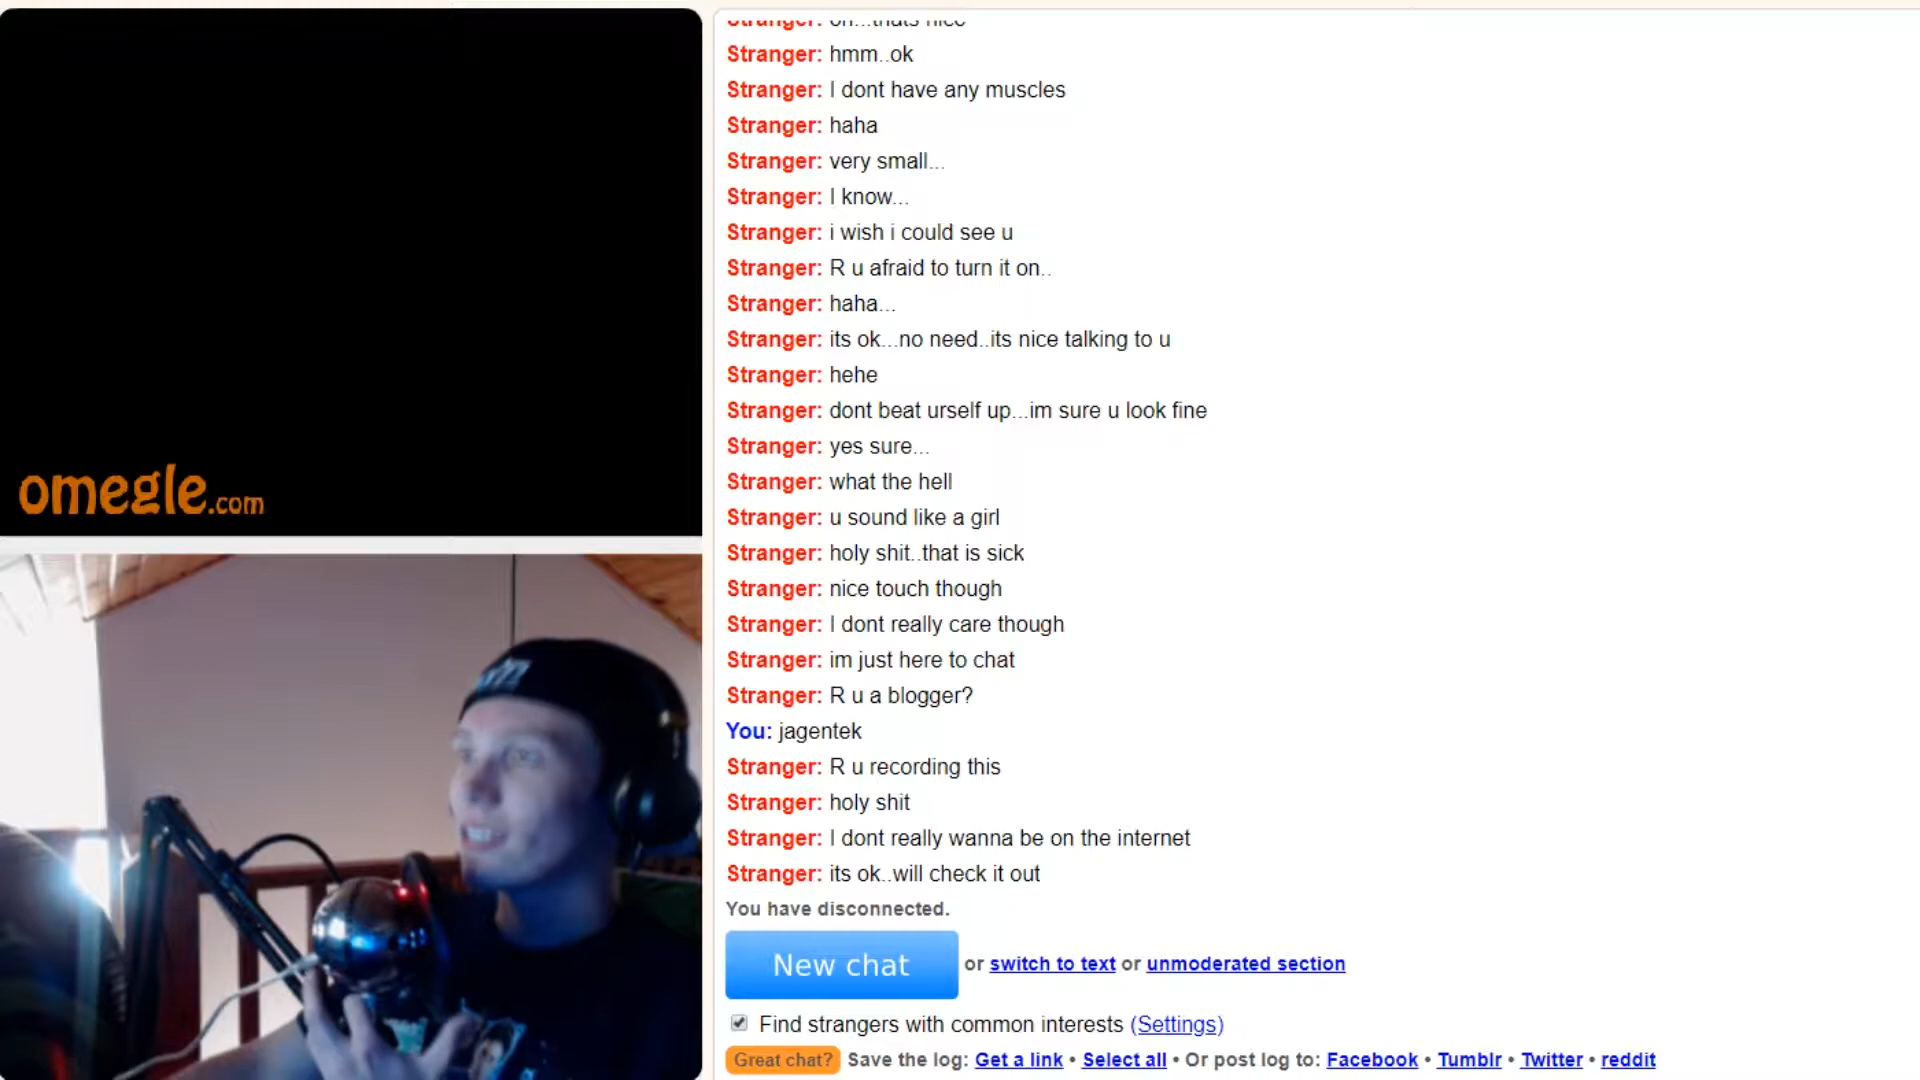 Stranger: oh...thats nice
Stranger: hmm..ok
Stranger: I dont have any muscles
Stranger: haha
Stranger: very small...
Stranger: I know...
Stranger: i wish i could see u
Stranger: R u afraid to turn it on..
Stranger: haha...
Stranger: its ok...no need..its nice talking to u
Stranger: hehe
Stranger: dont beat urself up...im sure u look fine
Stranger: yes sure...
Stranger: what the hell
Stranger: u sound like a girl
Stranger: holy shit..that is sick
Stranger: nice touch though
Stranger: I dont really care though
Stranger: im just here to chat
Stranger: R u a blogger?
You: jagentek
Stranger: R u recording this
Stranger: holy shit
Stranger: I dont really wanna be on the internet
Stranger: its ok..will check it out
You have disconnected.
New chat or switch to text or unmoderated section
Find strangers with common interests (Settings)
Great chat? Save the log: Get a link • Select all • Or post log to: Facebook • Tumblr • Twitter • reddit
omegle.com